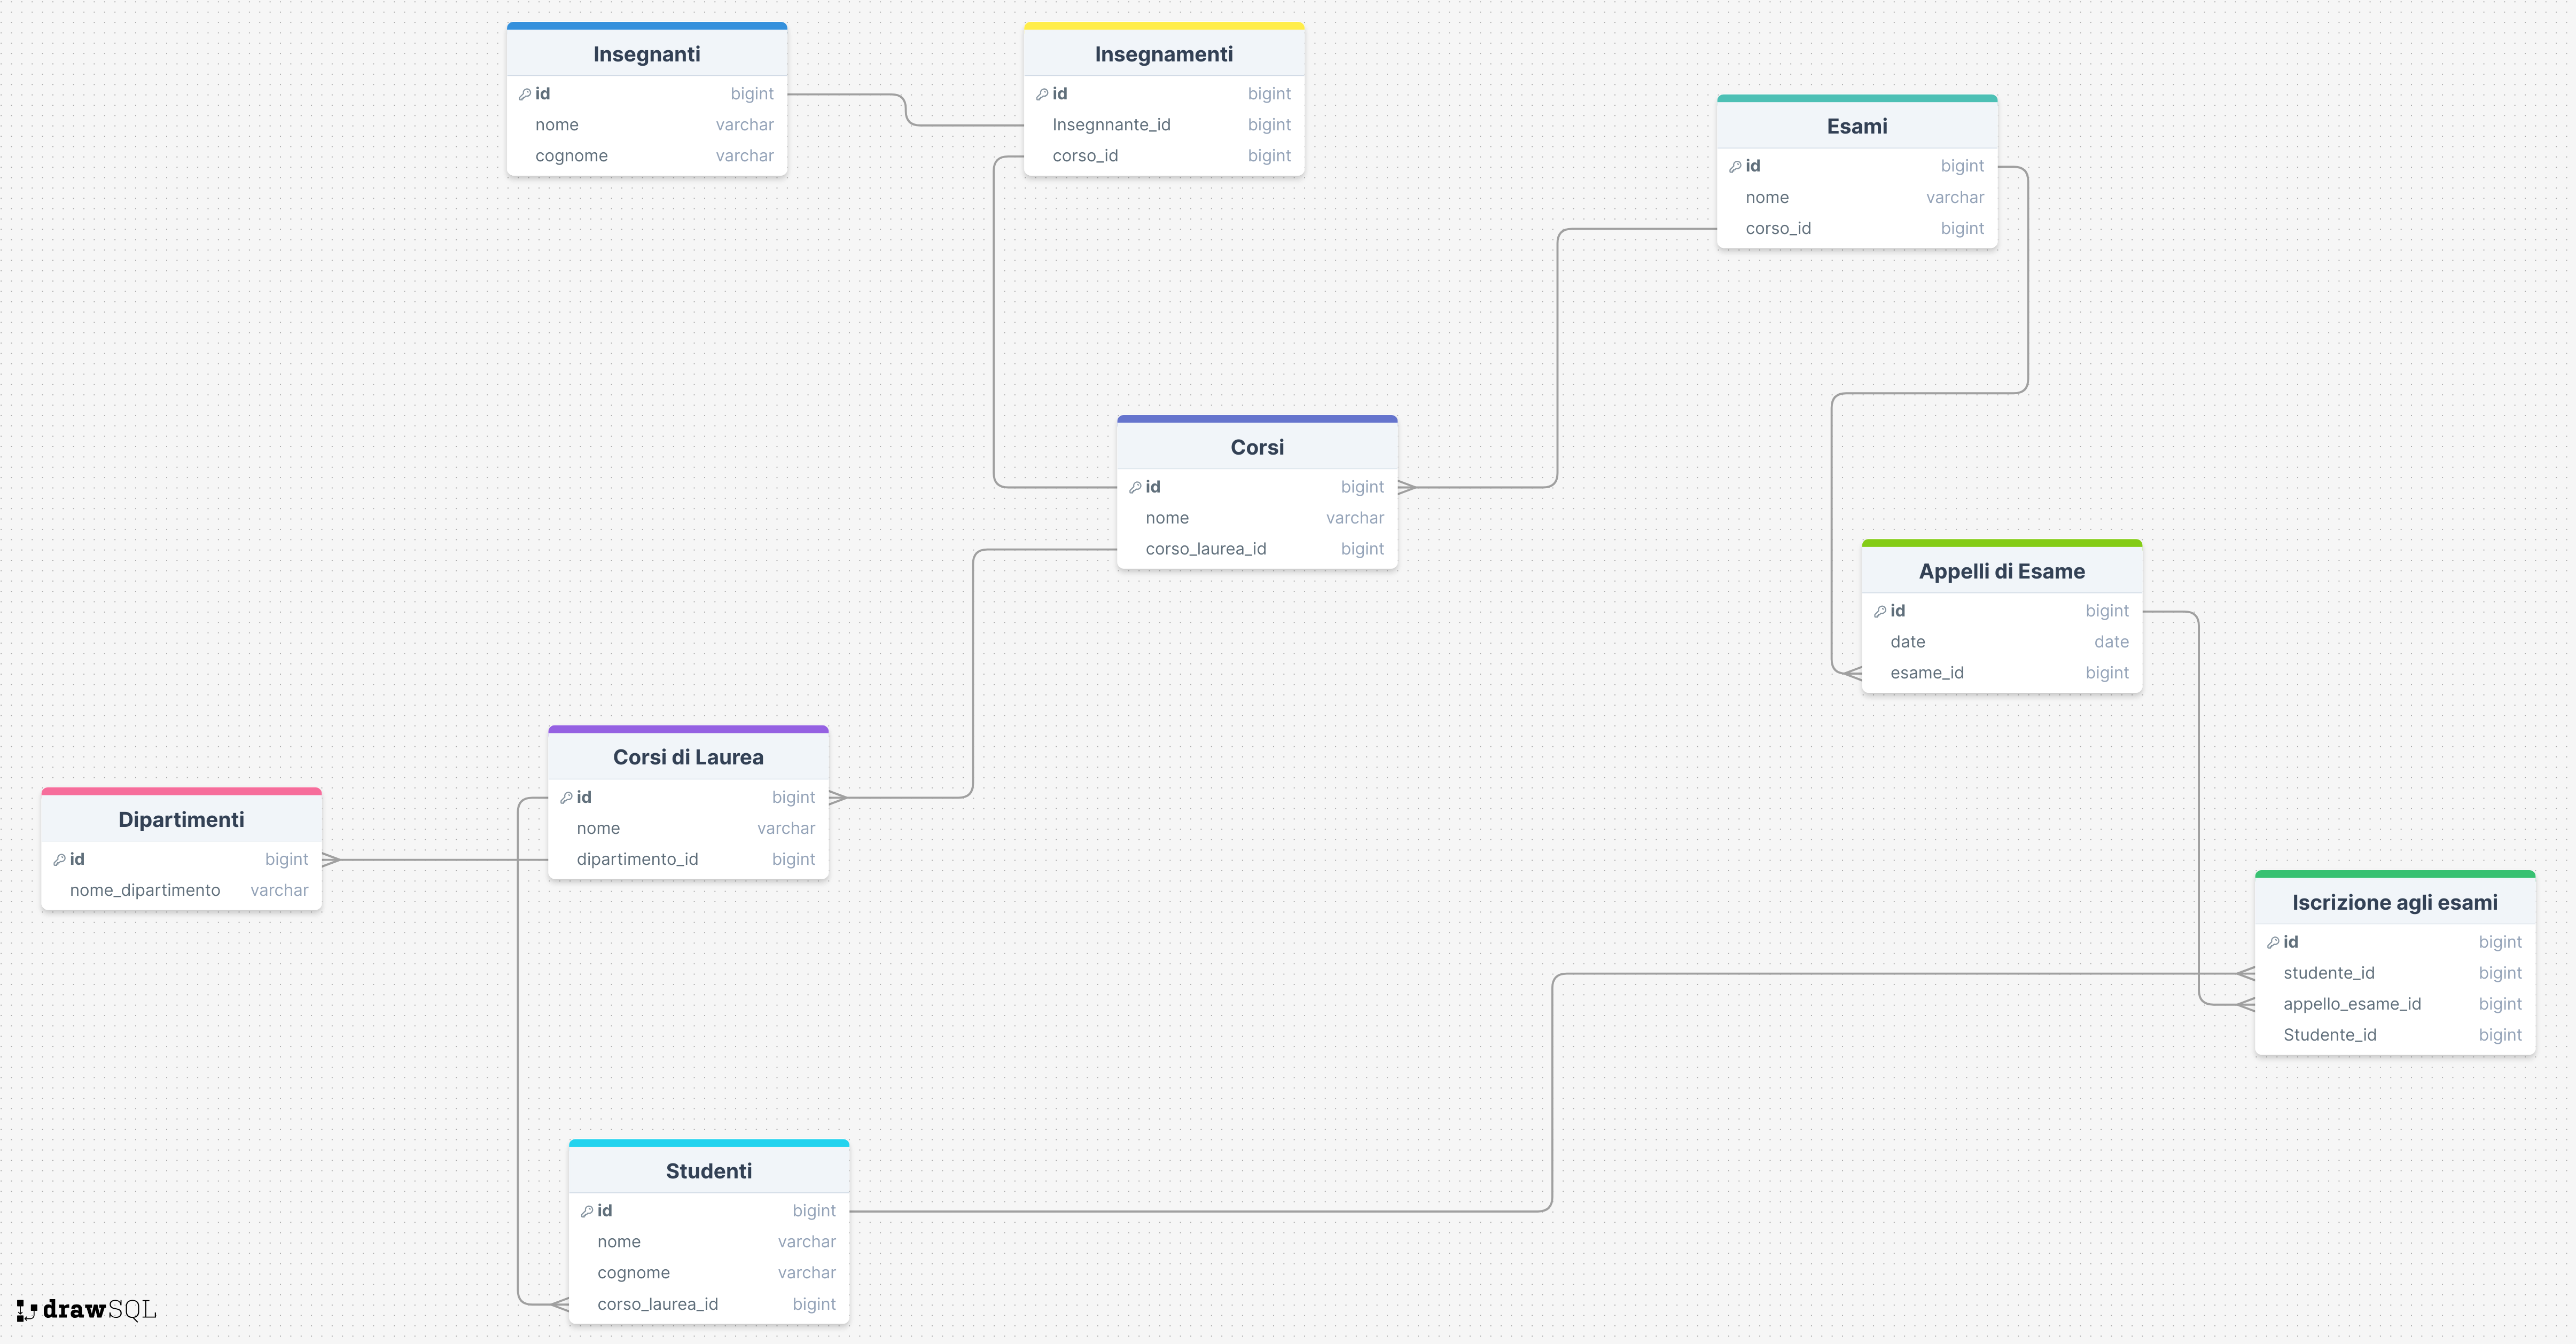 Insegnanti
id bigint
nome varchar
cognome varchar
Insegnamenti
id bigint
Insegnnante_id bigint
corso_id bigint
Esami
id bigint
nome varchar
corso_id bigint
Corsi
id bigint
nome varchar
corso_laurea_id bigint
Appelli di Esame
id bigint
date date
esame_id bigint
Corsi di Laurea
id bigint
nome varchar
dipartimento_id bigint
Dipartimenti
id bigint
nome_dipartimento varchar
Iscrizione agli esami
id bigint
studente_id bigint
appello_esame_id bigint
Studente_id bigint
Studenti
id bigint
nome varchar
cognome varchar
corso_laurea_id bigint
drawSQL